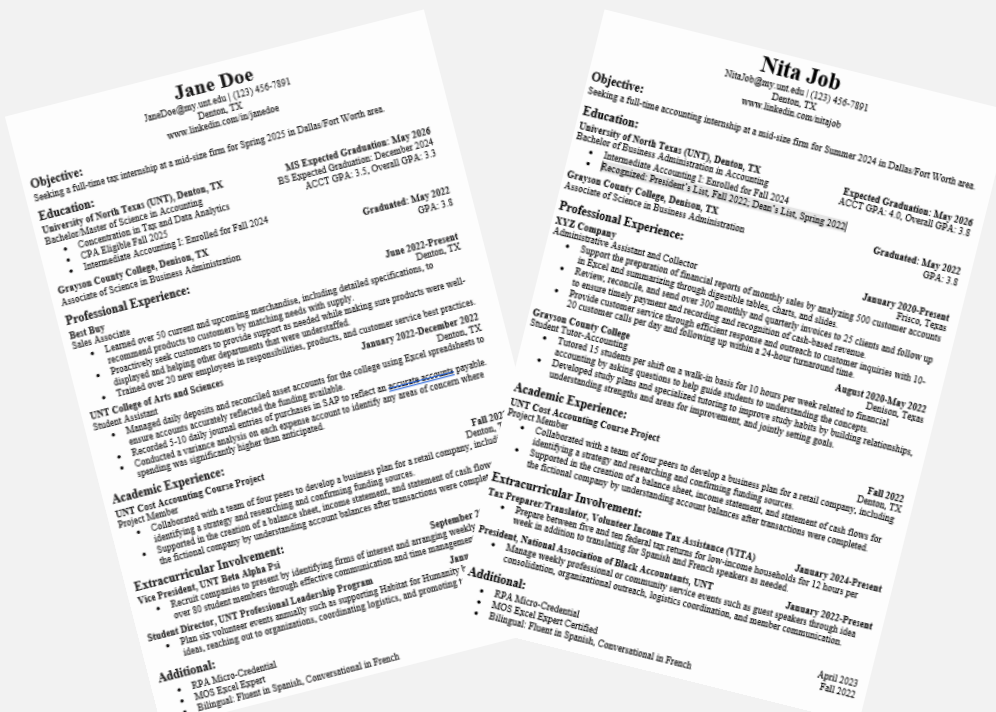 Jane Doe
JaneDoe@my.unt.edu | (123) 456-7891
Denton, TX
www.linkedin.com/in/janedoe
Objective:
Seeking a full-time tax internship at a mid-size firm for Spring 2025 in Dallas/Fort Worth area.
Education:
University of North Texas (UNT), Denton, TX MS Expected Graduation: May 2026
Bachelor/Master of Science in Accounting BS Expected Graduation: December 2024
• Concentration in Tax and Data Analytics ACCT GPA: 3.5, Overall GPA: 3.3
• CPA Eligible Fall 2025
• Intermediate Accounting I: Enrolled for Fall 2024
Grayson County College, Denison, TX Graduated: May 2022
Associate of Science in Business Administration GPA: 3.8
Professional Experience:
Best Buy June 2022-Present
Sales Associate Denton, TX
• Learned over 50 current and upcoming merchandise, including detailed specifications, to
recommend products to customers by matching needs with supply.
• Proactively seek customers to provide support as needed while making sure products were well-
displayed and helping other departments that were understaffed.
• Trained over 20 new employees in responsibilities, products, and customer service best practices.
UNT College of Arts and Sciences January 2022-December 2022
Student Assistant Denton, TX
• Managed daily deposits and reconciled asset accounts for the college using Excel spreadsheets to
ensure accounts accurately reflected the funding available.
• Recorded 5-10 daily journal entries of purchases in SAP to reflect an accurate accounts payable.
• Conducted a variance analysis on each expense account to identify any areas of concern where
spending was significantly higher than anticipated.
Academic Experience:
UNT Cost Accounting Course Project Fall 202
Project Member Denton,
• Collaborated with a team of four peers to develop a business plan for a retail company, includ
identifying a strategy and researching and confirming funding sources.
• Supported in the creation of a balance sheet, income statement, and statement of cash flow
the fictional company by understanding account balances after transactions were complet
Extracurricular Involvement:
Vice President, UNT Beta Alpha Psi September
• Recruit companies to present by identifying firms of interest and arranging weekly
over 80 student members through effective communication and time managemen
Student Director, UNT Professional Leadership Program
• Plan six volunteer events annually such as supporting Habitat for Humanity
ideas, reaching out to organizations, coordinating logistics, and promoting
Additional:
• RPA Micro-Credential
• MOS Excel Expert
• Bilingual: Fluent in Spanish, Conversational in French
Nita Job
NitaJob@my.unt.edu | (123) 456-7891
Denton, TX
www.linkedin.com/nitajob
Objective:
Seeking a full-time accounting internship at a mid-size firm for Summer 2024 in Dallas Fort Worth area.
Education:
University of North Texas (UNT), Denton, TX Expected Graduation: May 2026
Bachelor of Business Administration in Accounting ACCT GPA: 4.0, Overall GPA: 3.8
• Intermediate Accounting I: Enrolled for Fall 2024
• Recognized: President's List, Fall 2022; Dean's List, Spring 2022
Grayson County College, Denison, TX Graduated: May 2022
Associate of Science in Business Administration GPA: 3.8
Professional Experience:
XYZ Company January 2020-Present
Administrative Assistant and Collector Frisco, Texas
• Support the preparation of financial reports of monthly sales by analyzing 500 customer accounts
in Excel and summarizing through digestible tables, charts, and slides.
• Review, reconcile, and send over 300 monthly and quarterly invoices to 25 clients and follow up
to ensure timely payment and recording and recognition of cash-based revenue.
• Provide customer service through efficient response and outreach to customer inquiries with 10-
20 customer calls per day and following up within a 24-hour turnaround time.
Grayson County College August 2020-May 2022
Student Tutor-Accounting Denison, Texas
• Tutored 15 students per shift on a walk-in basis for 10 hours per week related to financial
accounting by asking questions to help guide students to understanding the concepts.
• Developed study plans and specialized tutoring to improve study habits by building relationships,
understanding strengths and areas for improvement, and jointly setting goals.
Academic Experience:
UNT Cost Accounting Course Project Fall 2022
Project Member Denton, TX
• Collaborated with a team of four peers to develop a business plan for a retail company, including
identifying a strategy and researching and confirming funding sources.
• Supported in the creation of a balance sheet, income statement, and statement of cash flows for
the fictional company by understanding account balances after transactions were completed.
Extracurricular Involvement:
Tax Preparer/Translator, Volunteer Income Tax Assistance (VITA) January 2024-Present
• Prepare between five and ten federal tax returns for low-income households for 12 hours per
week in addition to translating for Spanish and French speakers as needed.
President, National Association of Black Accountants, UNT January 2022-Present
• Manage weekly professional or community service events such as guest speakers through idea
consolidation, organizational outreach, logistics coordination, and member communication.
Additional:
• RPA Micro-Credential April 2023
• MOS Excel Expert Certified Fall 2022
• Bilingual: Fluent in Spanish, Conversational in French